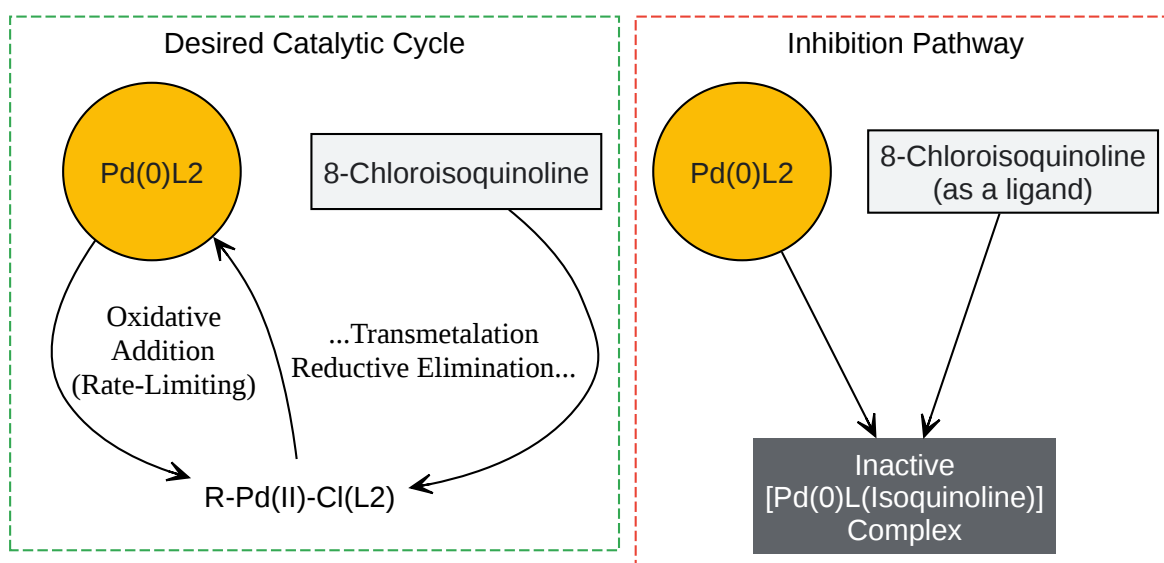 Desired Catalytic Cycle
Pd(0)L2
8-Chloroisoquinoline
Oxidative
Addition
(Rate-Limiting)
...Transmetalation
Reductive Elimination...
R-Pd(II)-Cl(L2)
Inhibition Pathway
Pd(0)L2
8-Chloroisoquinoline
(as a ligand)
Inactive
[Pd(0)L(Isoquinoline)]
Complex